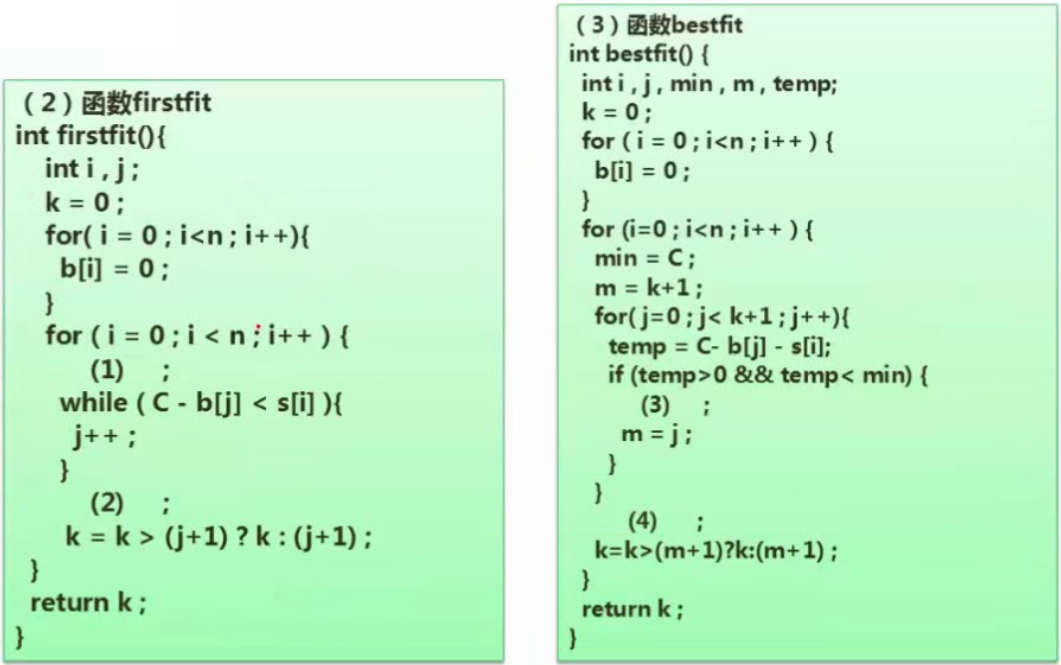 (2)函数firstfit
int firstfit(){
int i , j ;
k = 0 ;
for( i = 0 ; i<n ; i++){
b[i] = 0 ;
}
for ( i = 0 ; i < n ; i++ ) {
(1) ;
while ( C - b[j] < s[i] ){
j++ ;
}
(2) ;
k = k > (j+1) ? k : (j+1) ;
}
return k ;
}
(3)函数bestfit
int bestfit() {
int i , j , min , m , temp;
k = 0 ;
for ( i = 0 ; i<n ; i++ ) {
b[i] = 0 ;
}
for (i=0 ; i<n ; i++ ) {
min = C ;
m = k+1 ;
for( j=0 ; j< k+1 ; j++){
temp = C- b[j] - s[i];
if (temp>0 && temp< min) {
(3) ;
m = j ;
}
}
(4) ;
k=k>(m+1)?k:(m+1) ;
}
return k ;
}